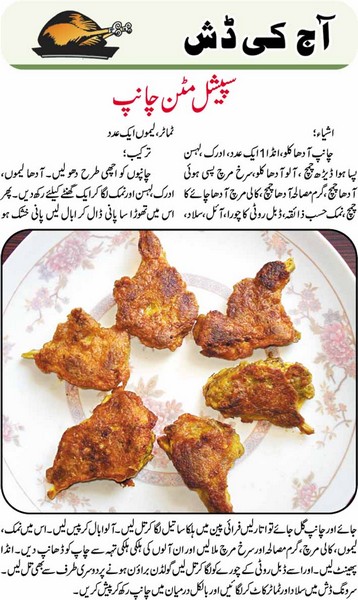 آج کی ڈش
سپیشل مٹن چانپ
اشیاء؛
چانپ آدھا کلو، انڈا 1 ایک عدد، ادرک، لہسن
پسا ہوا ڈیڑھ چمچ، آلو آدھا کلو، سرخ مرچ پسی ہوئی
آدھا چمچ، گرم مصالحہ آدھا چمچ، کالی مرچ آدھا چائے کا
چمچ، نمک حسب ذائقہ، ڈبل روٹی کا چورا، آئل، سلاد،
ٹماٹر، لیموں ایک عدد
ترکیب؛
چانپوں کو اچھی طرح دھو لیں۔ آدھا لیموں،
ادرک لہسن اور نمک لگا کر ایک گھنٹے کیلئے رکھ دیں۔ پھر
اس میں تھوڑا سا پانی ڈال کر ابال لیں پانی خشک ہو
جائے اور چانپ گل جائے تو اتار لیں فرائی پین میں ہلکا سا تیل لگا کر تل لیں۔ آلو ابال کر پیس لیں۔ اس میں نمک،
لیموں، کالی مرچ، گرم مصالحہ اور سرخ مرچ ملا لیں اور ان آلوں کی ہلکی ہلکی تہہ سے چاپ کو ڈھانپ دیں۔ انڈا
پھینٹ لیں۔ اور اسے ڈبل روٹی کے چورے کو لگا کر تل لیں گولڈن براؤن ہونے پر دوسری طرف سے بھی تل لیں۔
سرونگ ڈش میں سلاد اور ٹماٹر کاٹ کر لگائیں اور بالکل درمیان میں چانپ رکھ کر پیش کریں۔